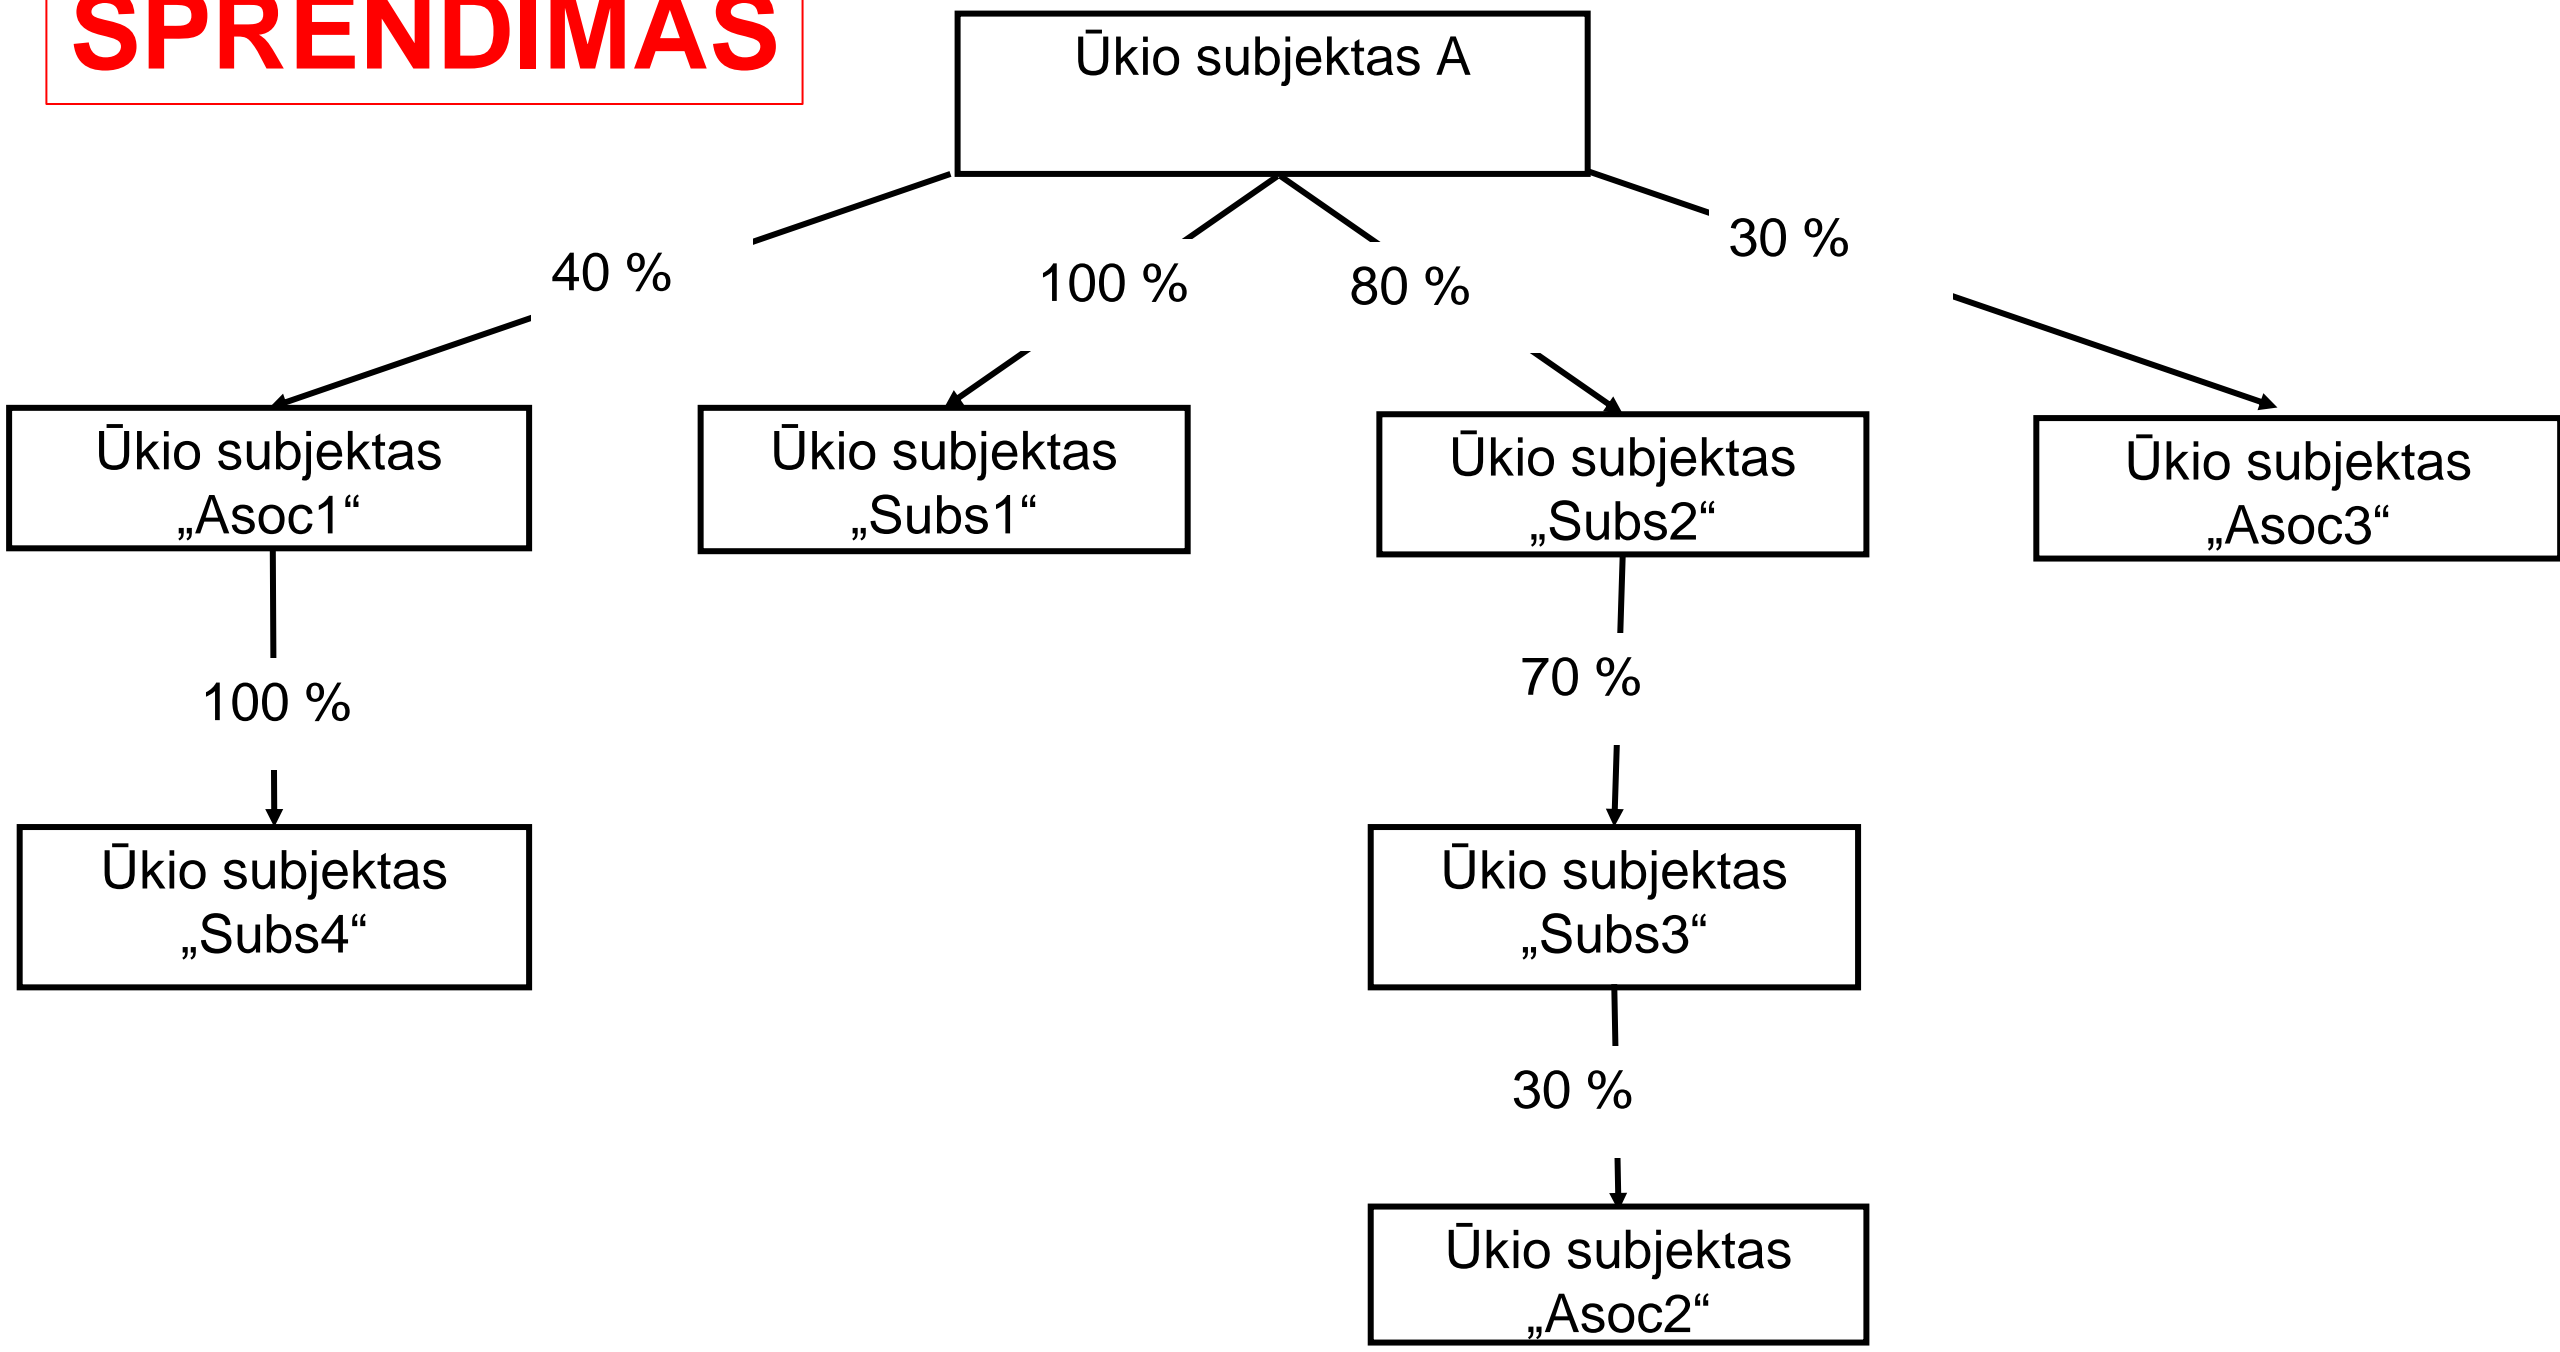 SPRENDIMAS
Ūkio subjektas A
40 %
100 %
80 %
30 %
Ūkio subjektas
„Asoc1“
Ūkio subjektas
„Subs1“
Ūkio subjektas
„Subs2“
Ūkio subjektas
„Asoc3“
100 %
70 %
Ūkio subjektas
„Subs4“
Ūkio subjektas
„Subs3“
30 %
Ūkio subjektas
„Asoc2“